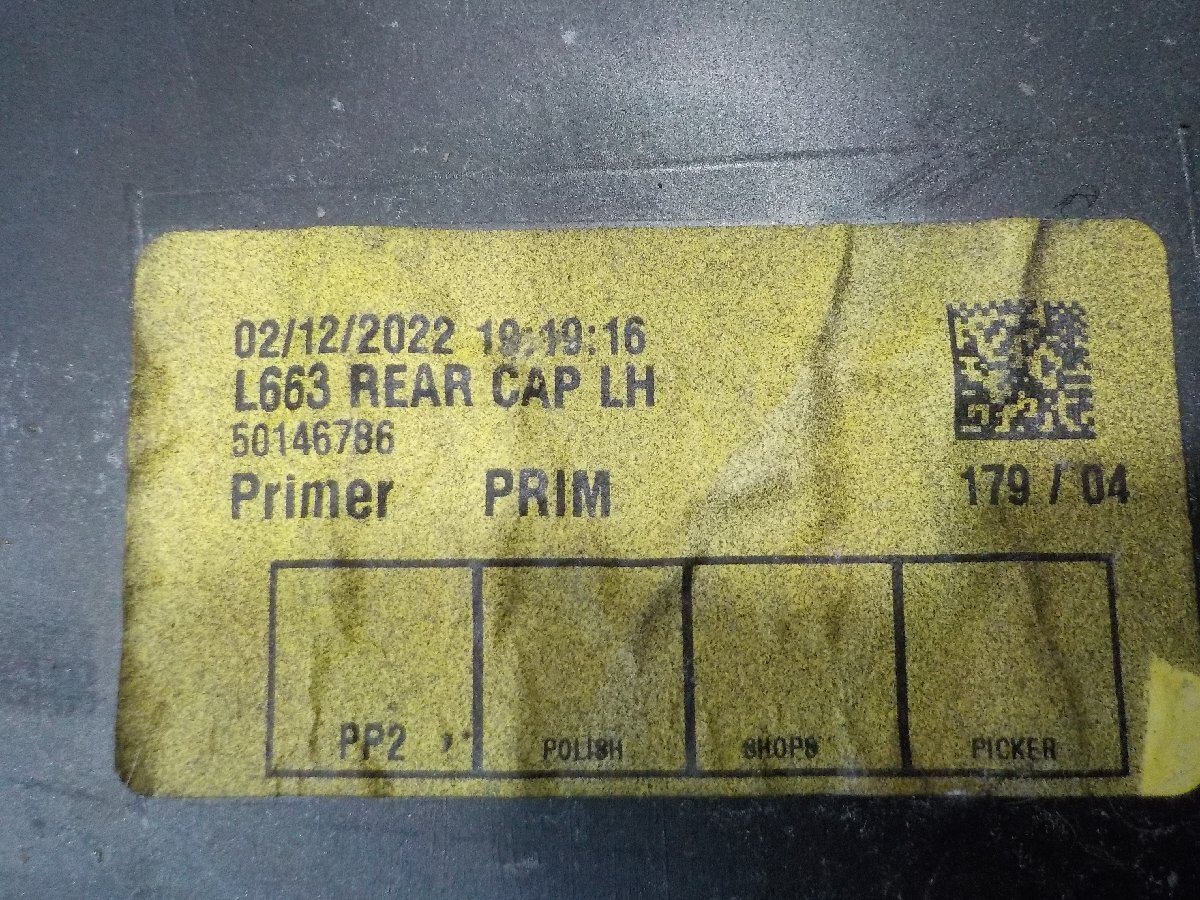 02/12/2022 19:19:16
L663 REAR CAP LH
50146786
Primer PRIM 179 / 04
PP2 POLISH SHOPS PICKER